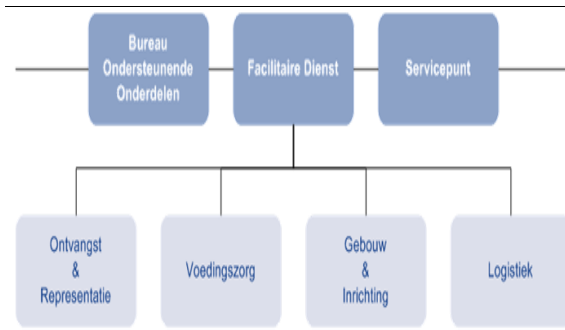 Bureau
Ondersteunende
Onderdelen
Facilitaire Dienst
Servicepunt
Ontvangst
&
Representatie
Voedingszorg
Gebouw
&
Inrichting
Logistiek